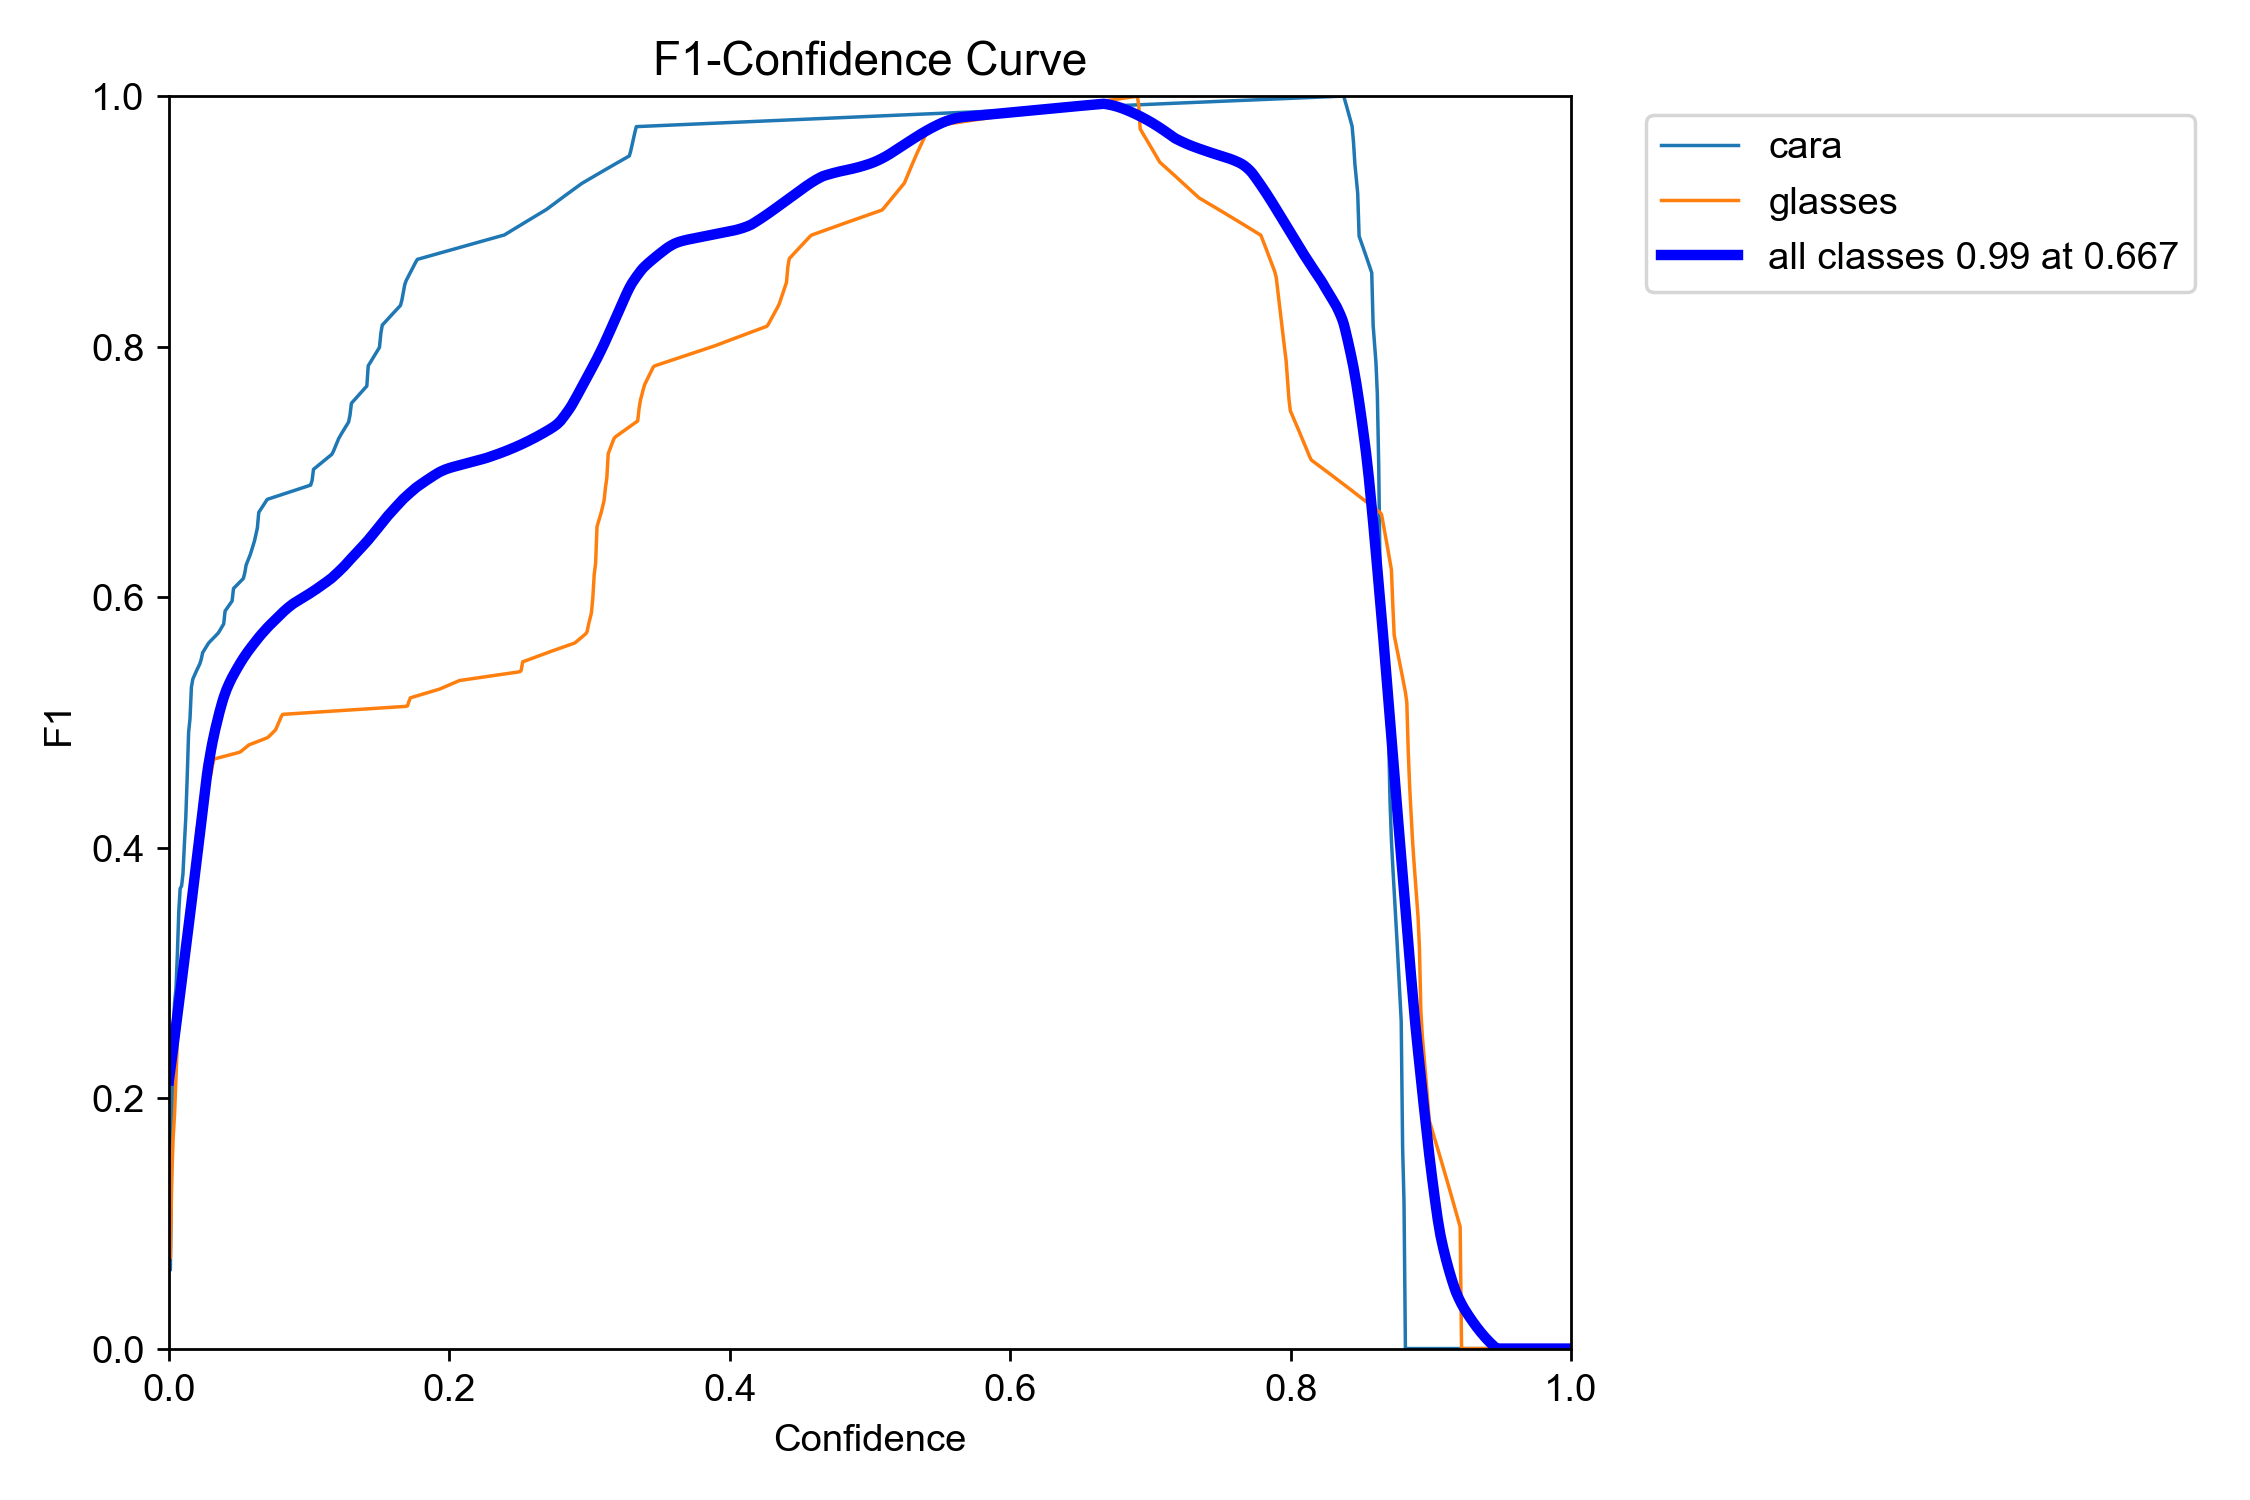 F1-Confidence Curve
1.0
0.8
0.6
0.4
0.2
0.0
F1
0.0 0.2 0.4 0.6 0.8 1.0
Confidence
cara
glasses
all classes 0.99 at 0.667